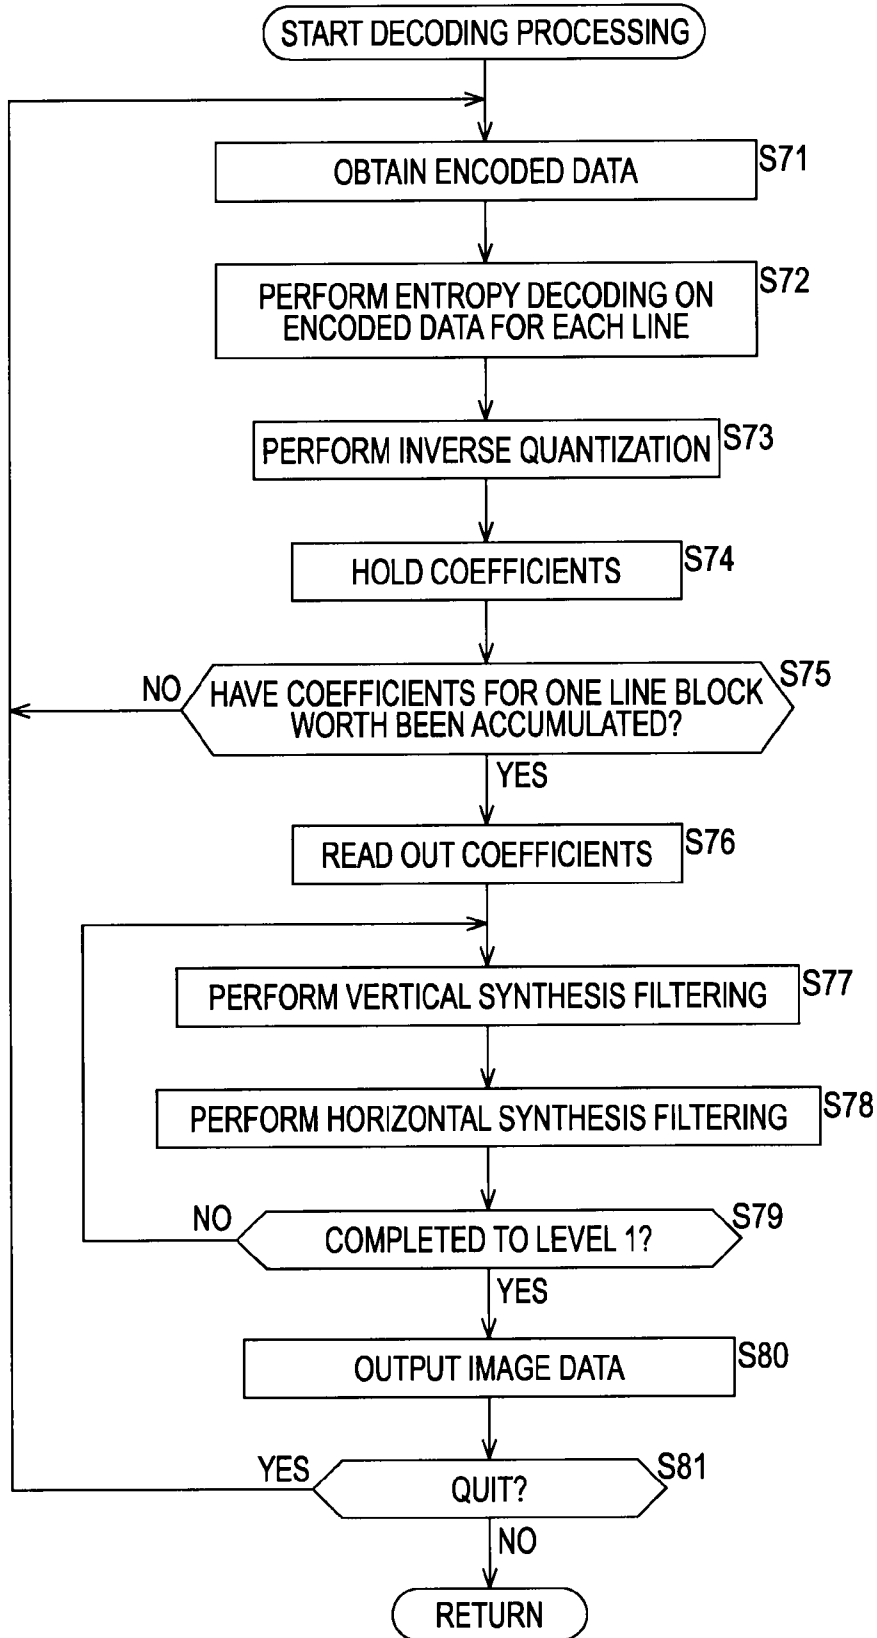 START DECODING PROCESSING
OBTAIN ENCODED DATA
S71
PERFORM ENTROPY DECODING ON
ENCODED DATA FOR EACH LINE
S72
PERFORM INVERSE QUANTIZATION
S73
HOLD COEFFICIENTS
S74
NO
HAVE COEFFICIENTS FOR ONE LINE BLOCK
WORTH BEEN ACCUMULATED?
S75
YES
READ OUT COEFFICIENTS
S76
PERFORM VERTICAL SYNTHESIS FILTERING
S77
PERFORM HORIZONTAL SYNTHESIS FILTERING
S78
NO
COMPLETED TO LEVEL 1?
S79
YES
OUTPUT IMAGE DATA
S80
YES
QUIT?
S81
NO
RETURN